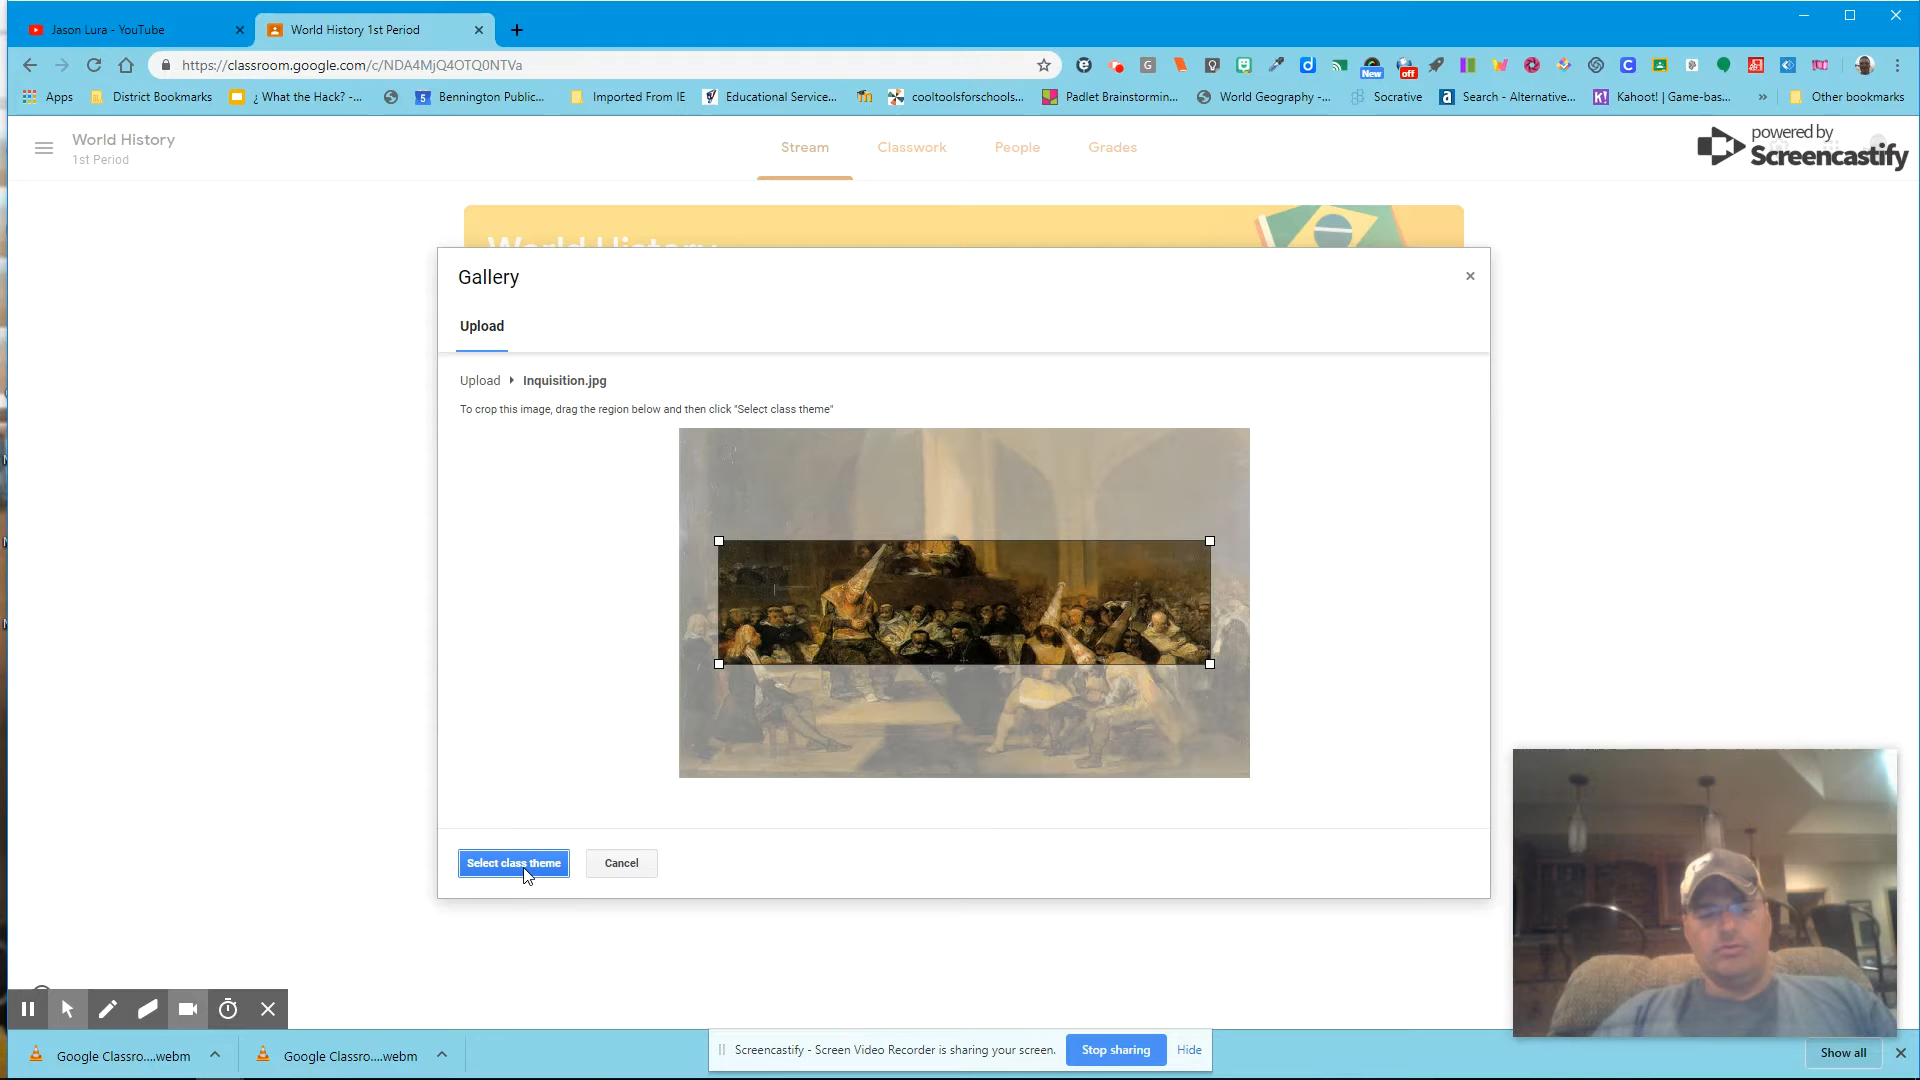 Jason Lura - YouTube
World History 1st Period
https://classroom.google.com/c/NDA4MjQ4OTQ0NTVa
New
off
Apps
District Bookmarks
¿ What the Hack? -...
Bennington Public...
Imported From IE
Educational Service...
cooltoolsforschools...
Padlet Brainstormin...
World Geography -...
Socrative
Search - Alternative...
Kahoot! | Game-bas...
»
Other bookmarks
World History
1st Period
Stream
Classwork
People
Grades
powered by
Screencastify
World History
Gallery
Upload
Upload
Inquisition.jpg
To crop this image, drag the region below and then click "Select class theme"
Select class theme
Cancel
Google Classro....webm
Google Classro....webm
Screencastify - Screen Video Recorder is sharing your screen.
Stop sharing
Hide
Show all